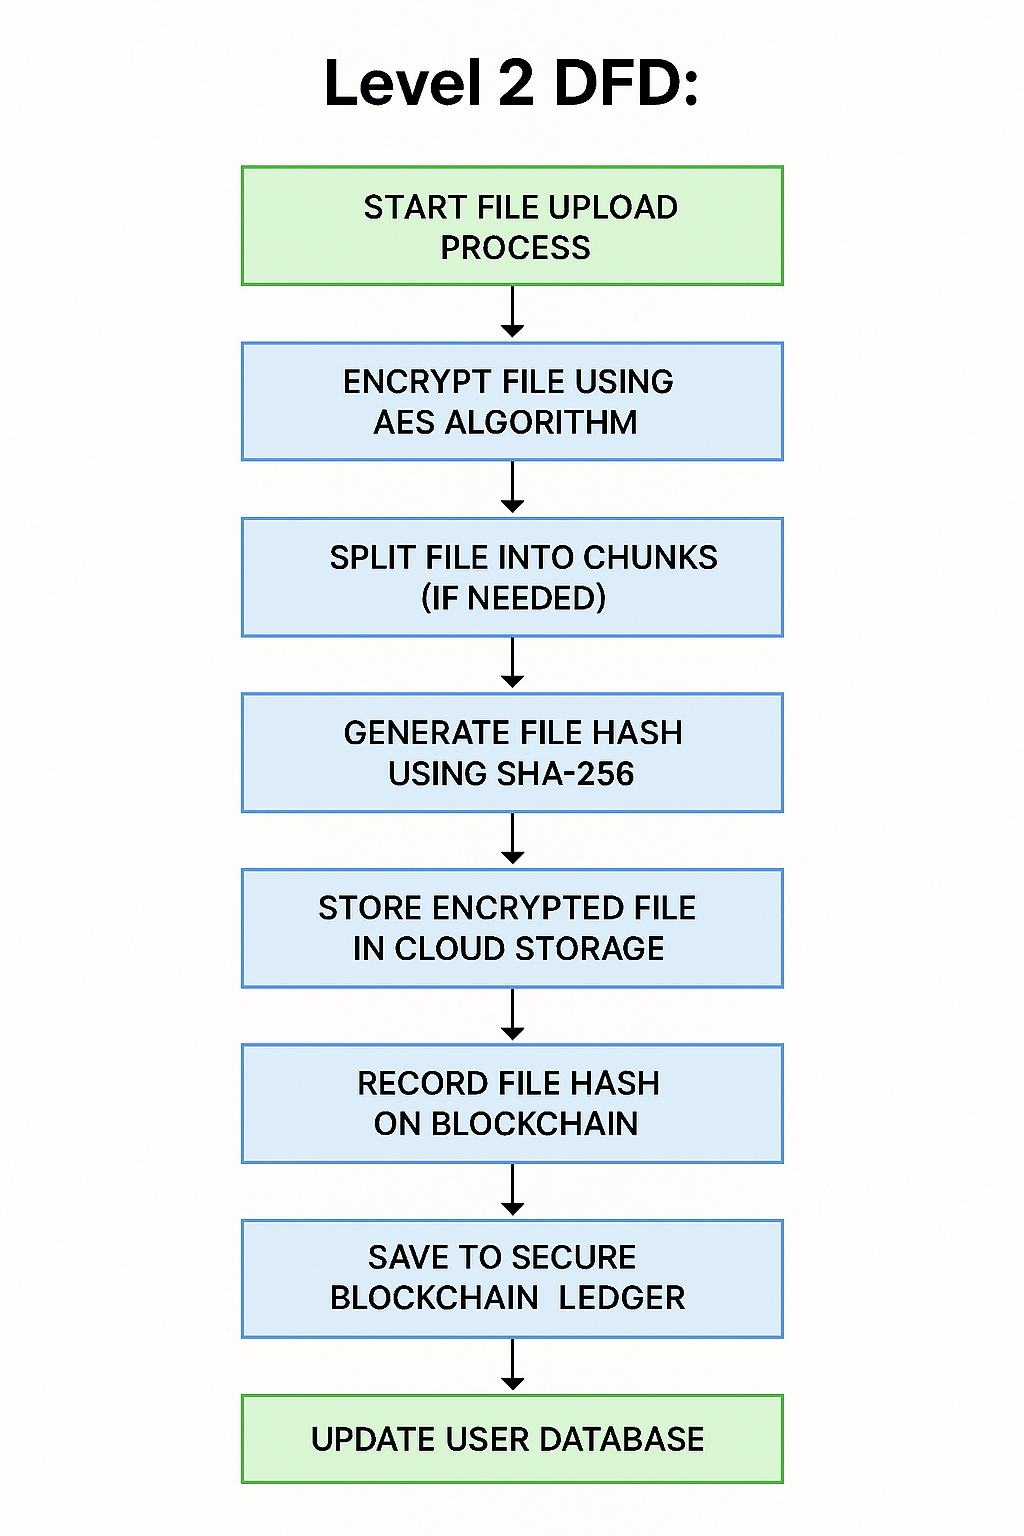 Level 2 DFD:
START FILE UPLOAD
PROCESS
ENCRYPT FILE USING
AES ALGORITHM
SPLIT FILE INTO CHUNKS
(IF NEEDED)
GENERATE FILE HASH
USING SHA-256
STORE ENCRYPTED FILE
IN CLOUD STORAGE
RECORD FILE HASH
ON BLOCKCHAIN
SAVE TO SECURE
BLOCKCHAIN LEDGER
UPDATE USER DATABASE